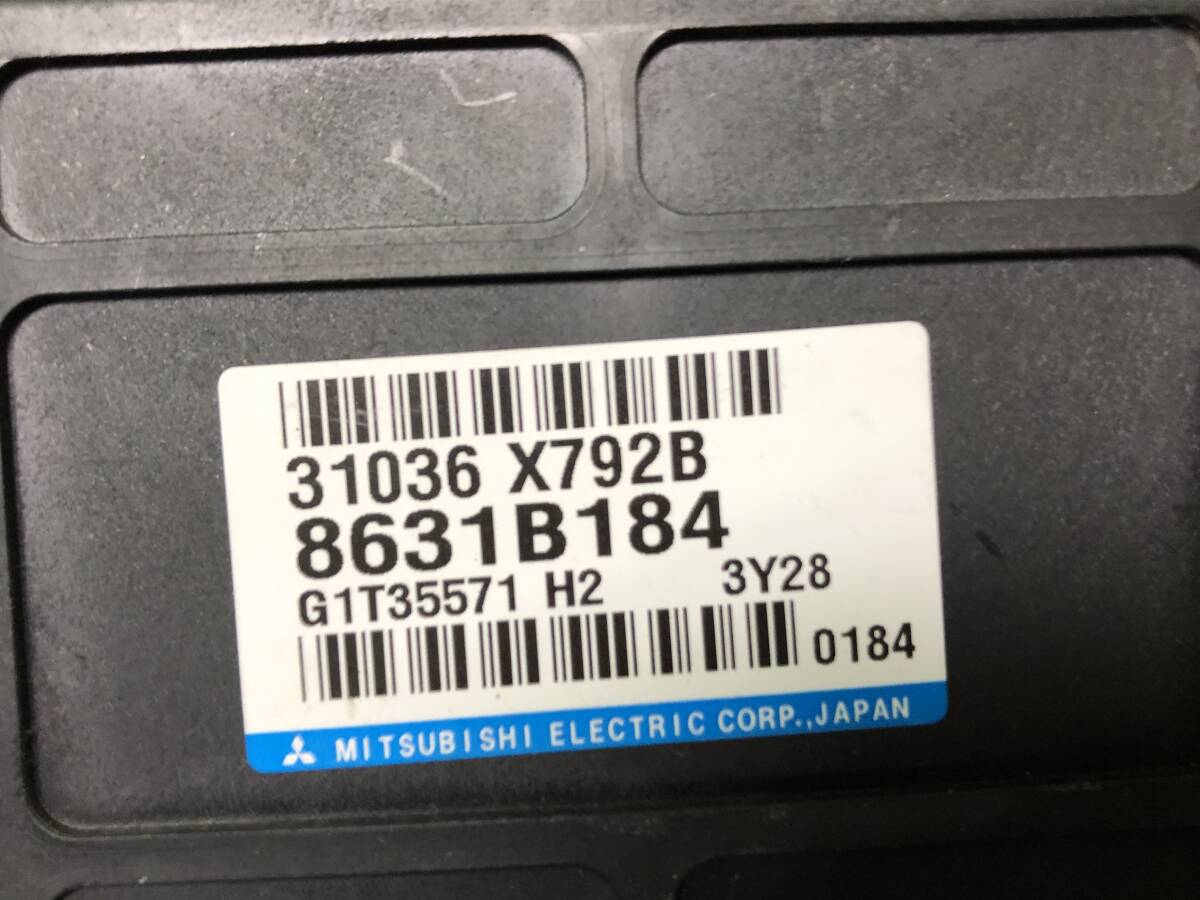 31036 X792B
8631B184
G1T35571 H2 3Y28
0184
MITSUBISHI ELECTRIC CORP.,JAPAN